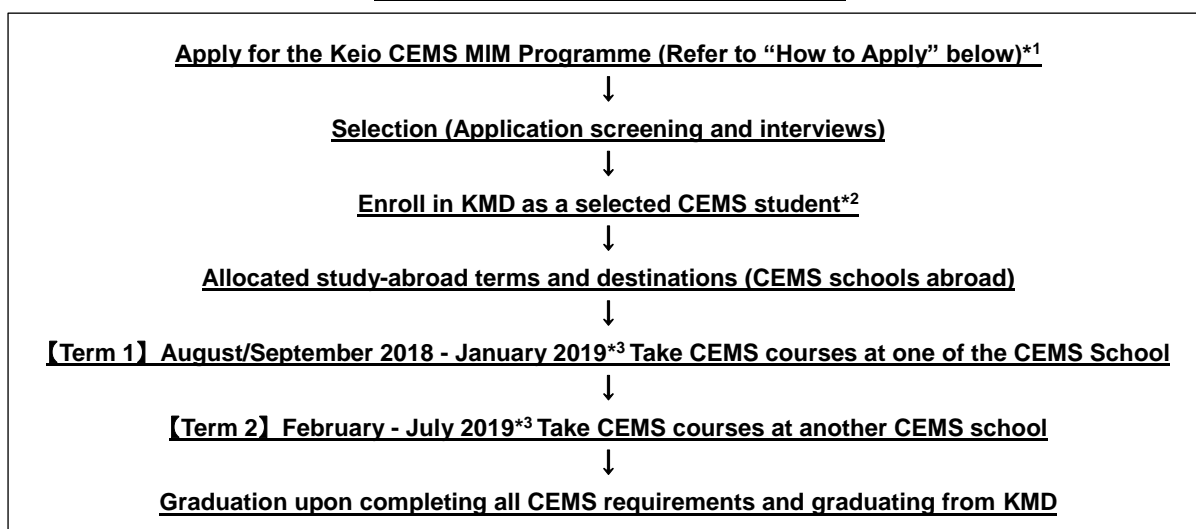 Apply for the Keio CEMS MIM Programme (Refer to “How to Apply” below)*1
↓
Selection (Application screening and interviews)
↓
Enroll in KMD as a selected CEMS student*2
↓
Allocated study-abroad terms and destinations (CEMS schools abroad)
↓
【Term 1】 August/September 2018 - January 2019*3 Take CEMS courses at one of the CEMS School
↓
【Term 2】 February - July 2019*3 Take CEMS courses at another CEMS school
↓
Graduation upon completing all CEMS requirements and graduating from KMD